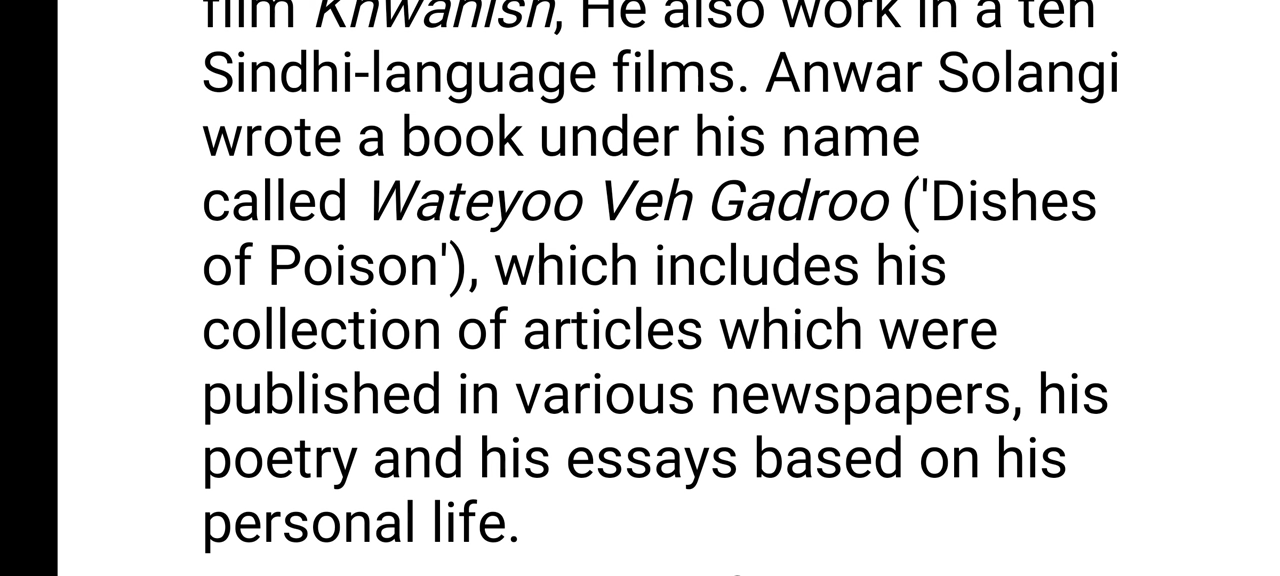 film Khwahish, He also work in a ten
Sindhi-language films. Anwar Solangi
wrote a book under his name
called Wateyoo Veh Gadroo ('Dishes
of Poison'), which includes his
collection of articles which were
published in various newspapers, his
poetry and his essays based on his
personal life.